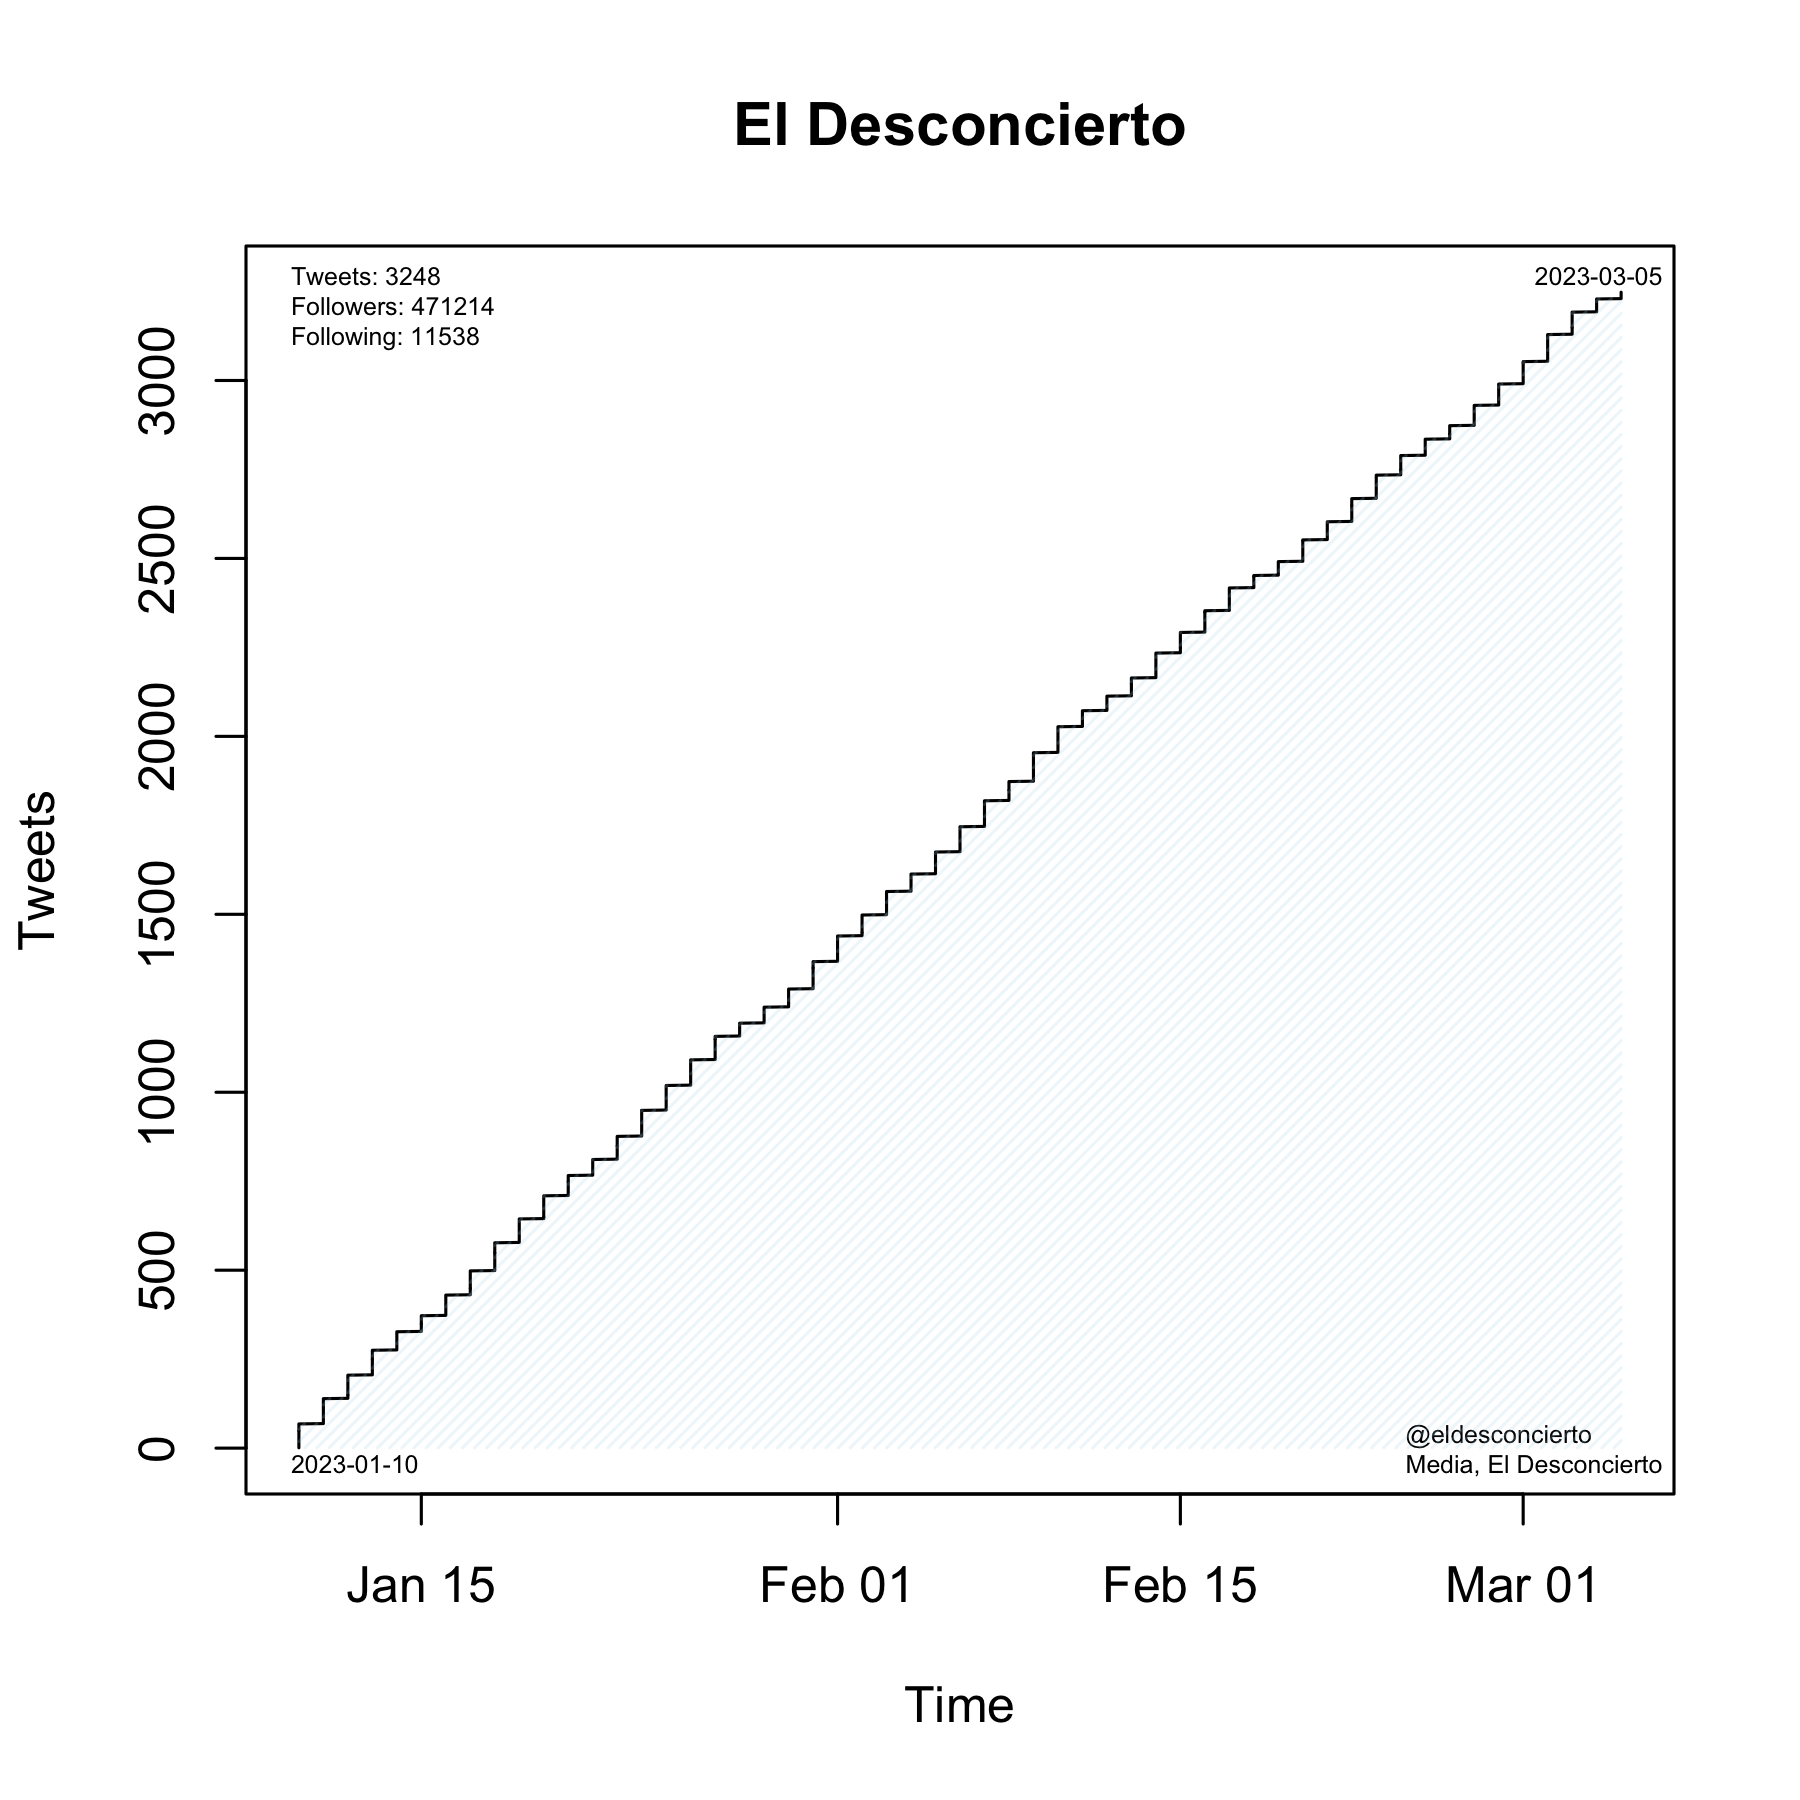 El Desconcierto
Tweets: 3248
Followers: 471214
Following: 11538
2023-03-05
3000
2500
2000
1500
1000
500
0
Tweets
2023-01-10
@eldesconcierto
Media, El Desconcierto
Jan 15
Feb 01
Feb 15
Mar 01
Time